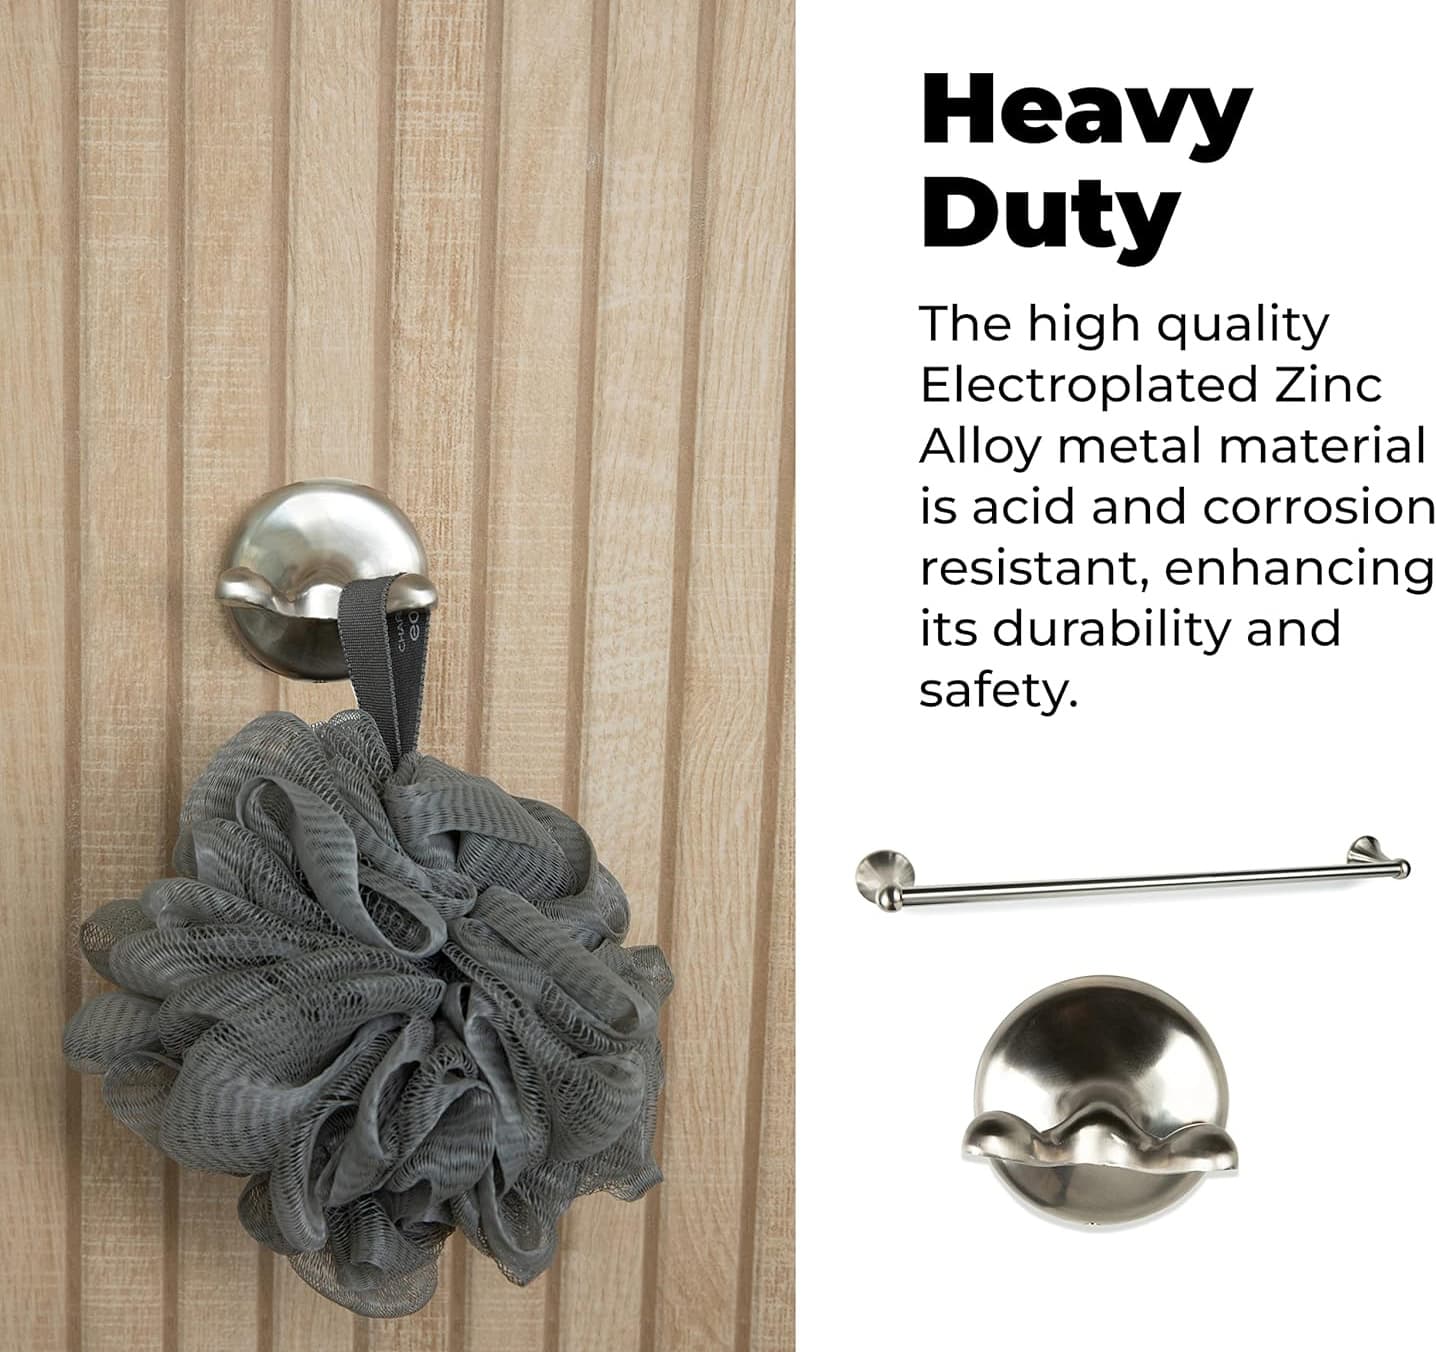 Heavy
Duty
The high quality
Electroplated Zinc
Alloy metal material
is acid and corrosion
resistant, enhancing
its durability and
safety.